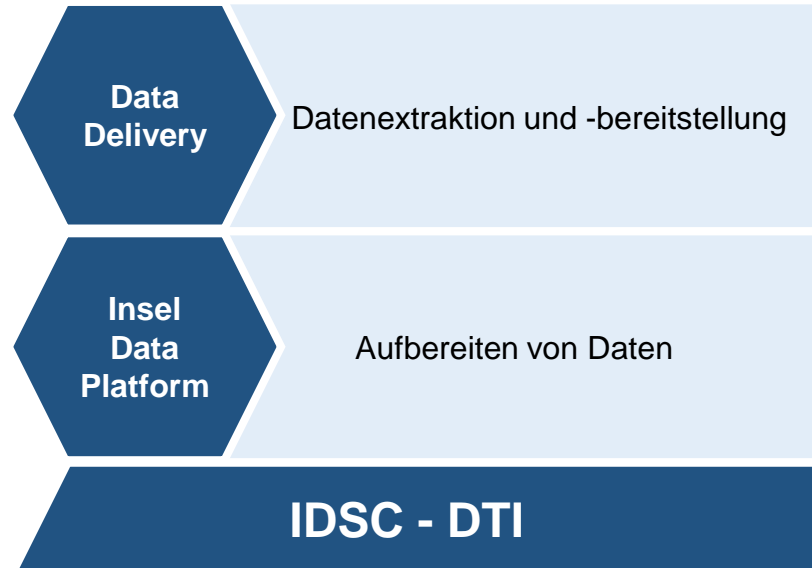 Data
Delivery
Datenextraktion und -bereitstellung
Insel
Data
Platform
Aufbereiten von Daten
IDSC - DTI